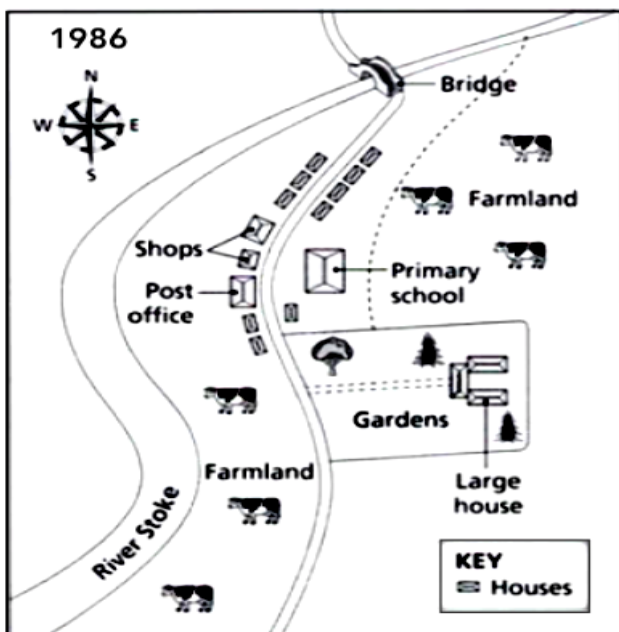 1986
N
W E
S
Bridge
Farmland
Shops
Primary
school
Post
office
Gardens
Farmland
Large
house
River Stoke
KEY
Houses